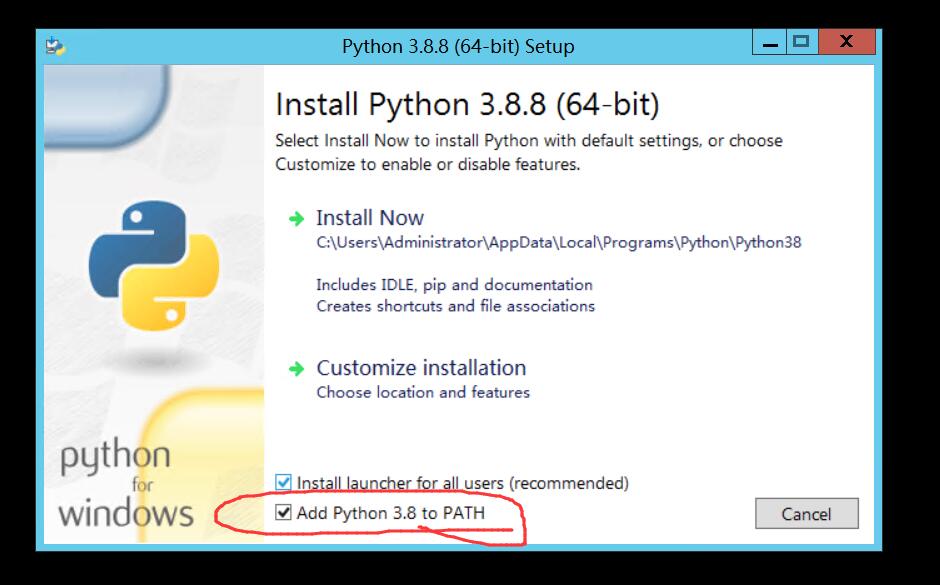 Python 3.8.8 (64-bit) Setup
X
Install Python 3.8.8 (64-bit)
Select Install Now to install Python with default settings, or choose
Customize to enable or disable features.
Install Now
C:\Users\Administrator\AppData\Local\Programs\Python\Python38
Includes IDLE, pip and documentation
Creates shortcuts and file associations
Customize installation
Choose location and features
python
for
windows
Install launcher for all users (recommended)
Add Python 3.8 to PATH
Cancel